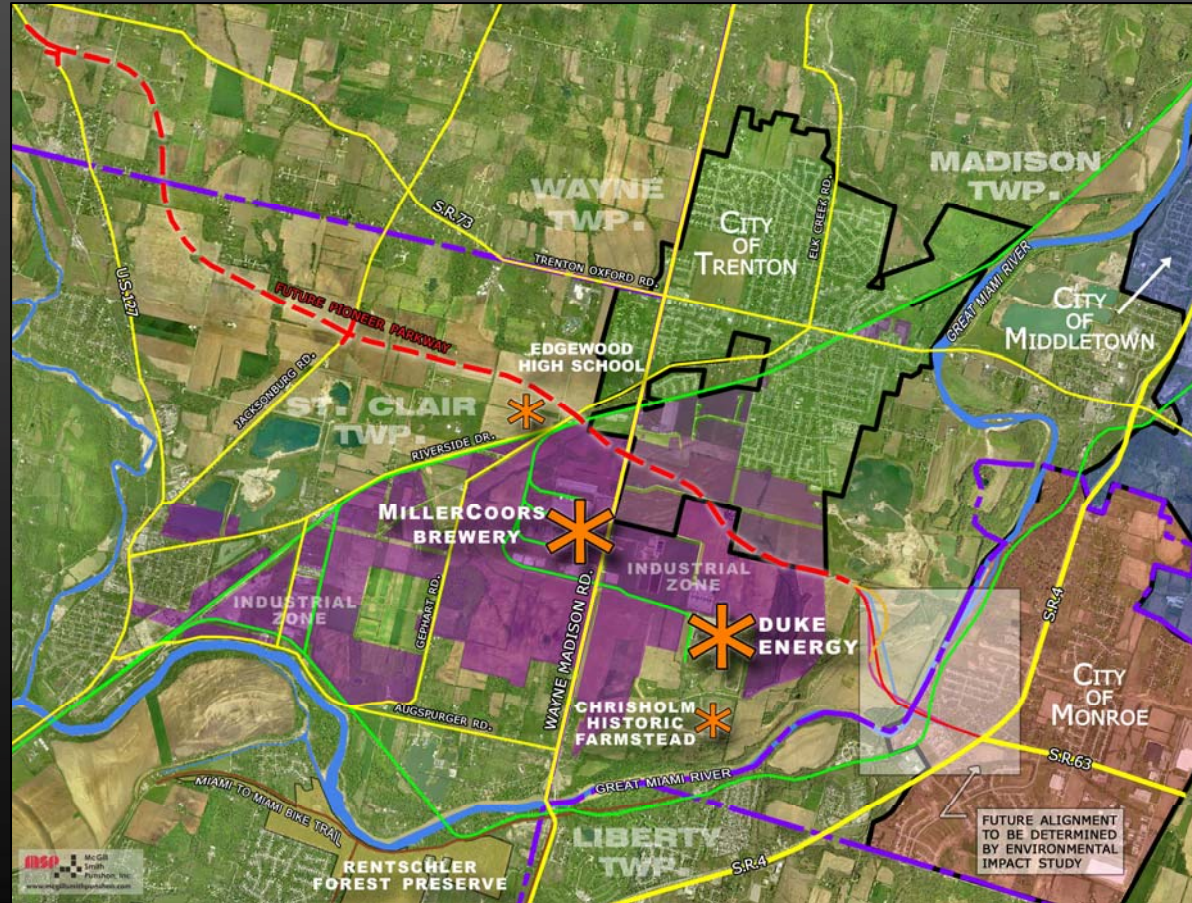 MADISON
TWP.
WAYNE
TWP.
ELK CREEK RD.
S.R.73
CITY
OF
TRENTON
TRENTON OXFORD RD.
GREAT MIAMI RIVER
CITY
OF
MIDDLETOWN
U.S.127
FUTURE PIONEER PARKWAY
EDGEWOOD
HIGH SCHOOL
JACKSONBURG RD.
ST. CLAIR
TWP.
RIVERSIDE DR.
MILLERCOORS
BREWERY
INDUSTRIAL
ZONE
INDUSTRIAL
ZONE
GEPHART RD.
WAYNE MADISON RD.
DUKE
ENERGY
S.R.4
CITY
OF
MONROE
AUGSPURGER RD.
CHRISHOLM
HISTORIC
FARMSTEAD
S.R.63
GREAT MIAMI RIVER
MIAMI TO MIAMI BIKE TRAIL
LIBERTY
TWP.
S.R.4
FUTURE ALIGNMENT
TO BE DETERMINED
BY ENVIRONMENTAL
IMPACT STUDY
RENTSCHLER
FOREST PRESERVE
MSP
McGill
Smith
Punshon, Inc.
www.mcgillsmithpunshon.com